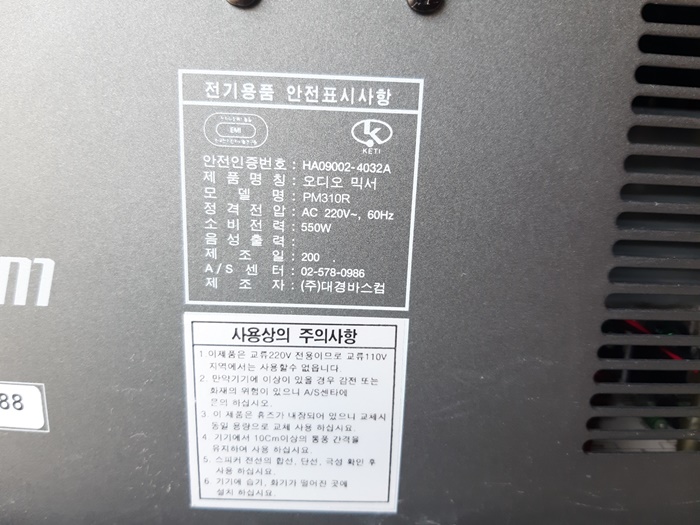 전기용품 안전표시사항
EMI
KETI
안전인증번호 : HA09002-4032A
제 품 명 칭 : 오디오 믹서
모 델 명 : PM310R
정 격 전 압 : AC 220V~, 60Hz
소 비 전 력 : 550W
음 성 출 력 :
제 조 일 : 200 .
A/S 센 터 : 02-578-0986
제 조 자 : (주)대경바스컴
m
88
사용상의 주의사항
1. 이제품은 교류220V 전용이므로 교류110V
지역에서는 사용할수 없읍니다.
2. 만약기기에 이상이 있을 경우 감전 또는
화재의 위험이 있으니 A/S센타에
문의 하십시오.
3. 이 제품은 휴즈가 내장되어 있으니 교체시
동일 용량으로 교체 사용 하십시요.
4. 기기에서 10Cm이상의 통풍 간격을
유지하여 사용 하십시요.
5. 스피커 전선의 합선, 단선, 극성 확인 후
사용 하십시요.
6. 기기에 습기, 화기가 떨어진 곳에
설치 하십시요.